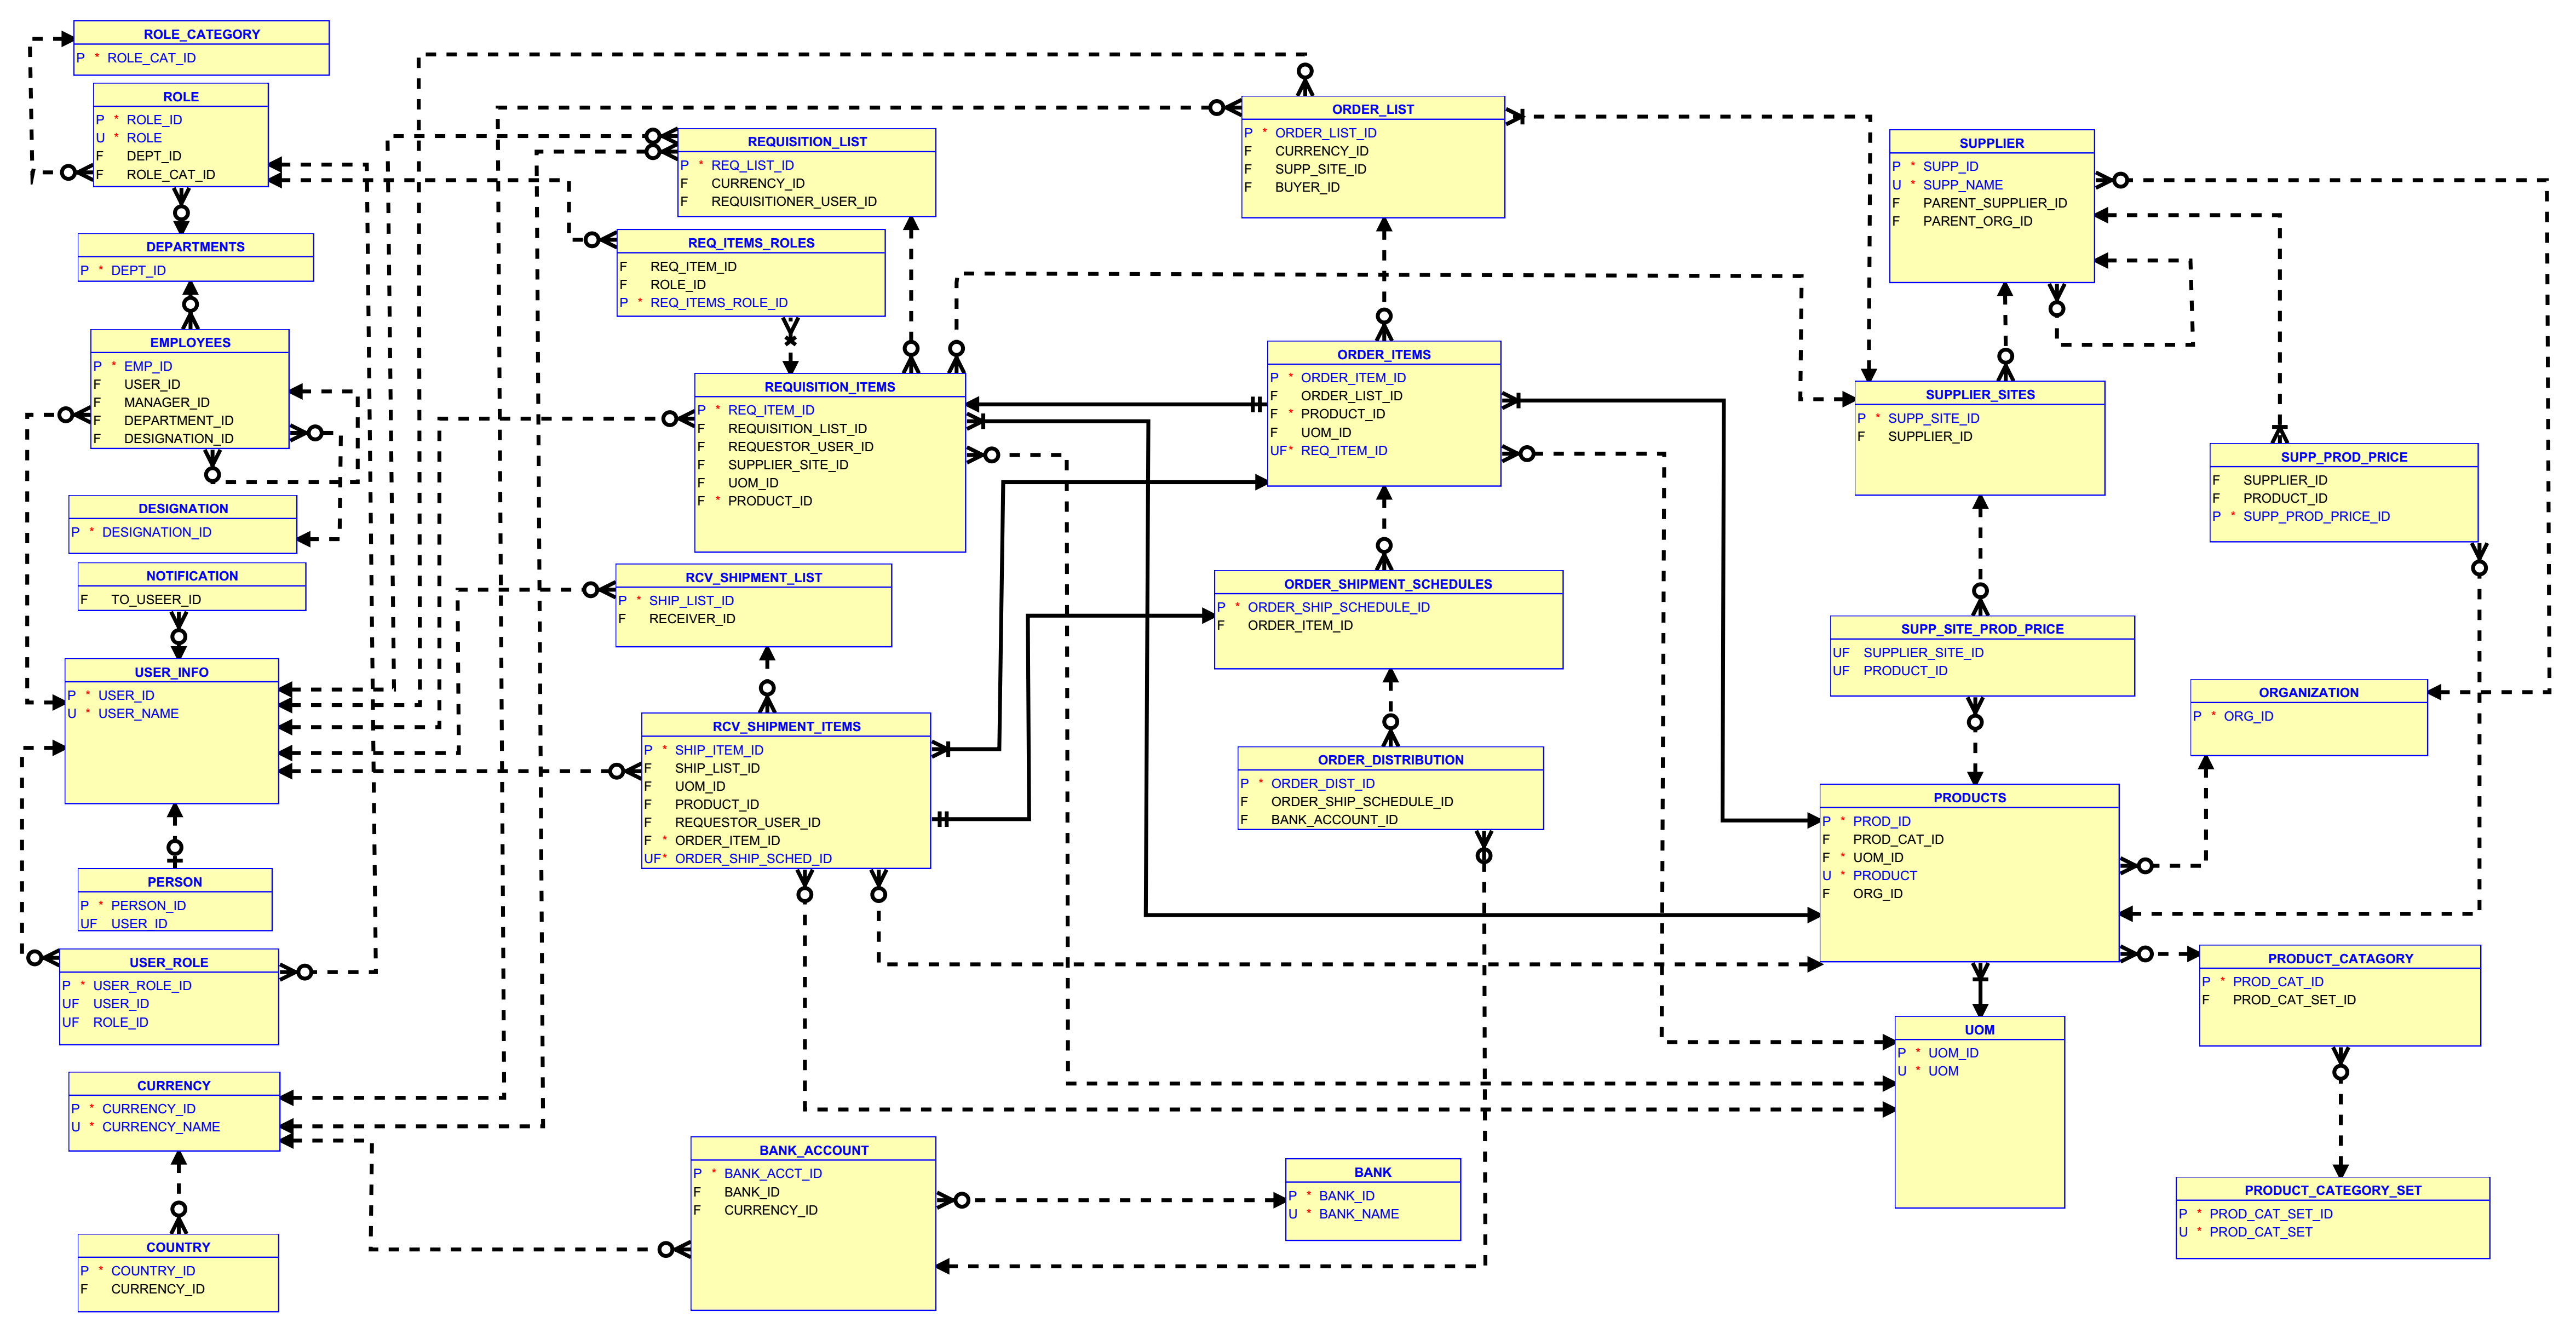 ROLE_CATEGORY
P * ROLE_CAT_ID
ROLE
P * ROLE_ID
U * ROLE
F DEPT_ID
F ROLE_CAT_ID
DEPARTMENTS
P * DEPT_ID
EMPLOYEES
P * EMP_ID
F USER_ID
F MANAGER_ID
F DEPARTMENT_ID
F DESIGNATION_ID
DESIGNATION
P * DESIGNATION_ID
NOTIFICATION
F TO_USEER_ID
USER_INFO
P * USER_ID
U * USER_NAME
PERSON
P * PERSON_ID
UF USER_ID
USER_ROLE
P * USER_ROLE_ID
UF USER_ID
UF ROLE_ID
CURRENCY
P * CURRENCY_ID
U * CURRENCY_NAME
COUNTRY
P * COUNTRY_ID
F CURRENCY_ID
REQUISITION_LIST
P * REQ_LIST_ID
F CURRENCY_ID
F REQUISITIONER_USER_ID
REQ_ITEMS_ROLES
F REQ_ITEM_ID
F ROLE_ID
P * REQ_ITEMS_ROLE_ID
REQUISITION_ITEMS
P * REQ_ITEM_ID
F REQUISITION_LIST_ID
F REQUESTOR_USER_ID
F SUPPLIER_SITE_ID
F UOM_ID
F * PRODUCT_ID
RCV_SHIPMENT_LIST
P * SHIP_LIST_ID
F RECEIVER_ID
RCV_SHIPMENT_ITEMS
P * SHIP_ITEM_ID
F SHIP_LIST_ID
F UOM_ID
F PRODUCT_ID
F REQUESTOR_USER_ID
F * ORDER_ITEM_ID
UF* ORDER_SHIP_SCHED_ID
BANK_ACCOUNT
P * BANK_ACCT_ID
F BANK_ID
F CURRENCY_ID
ORDER_LIST
P * ORDER_LIST_ID
F CURRENCY_ID
F SUPP_SITE_ID
F BUYER_ID
ORDER_ITEMS
P * ORDER_ITEM_ID
F ORDER_LIST_ID
F * PRODUCT_ID
F UOM_ID
UF* REQ_ITEM_ID
ORDER_SHIPMENT_SCHEDULES
P * ORDER_SHIP_SCHEDULE_ID
F ORDER_ITEM_ID
ORDER_DISTRIBUTION
P * ORDER_DIST_ID
F ORDER_SHIP_SCHEDULE_ID
F BANK_ACCOUNT_ID
BANK
P * BANK_ID
U * BANK_NAME
SUPPLIER
P * SUPP_ID
U * SUPP_NAME
F PARENT_SUPPLIER_ID
F PARENT_ORG_ID
SUPPLIER_SITES
P * SUPP_SITE_ID
F SUPPLIER_ID
SUPP_SITE_PROD_PRICE
UF SUPPLIER_SITE_ID
UF PRODUCT_ID
PRODUCTS
P * PROD_ID
F PROD_CAT_ID
F * UOM_ID
U * PRODUCT
F ORG_ID
UOM
P * UOM_ID
U * UOM
SUPP_PROD_PRICE
F SUPPLIER_ID
F PRODUCT_ID
P * SUPP_PROD_PRICE_ID
ORGANIZATION
P * ORG_ID
PRODUCT_CATAGORY
P * PROD_CAT_ID
F PROD_CAT_SET_ID
PRODUCT_CATEGORY_SET
P * PROD_CAT_SET_ID
U * PROD_CAT_SET